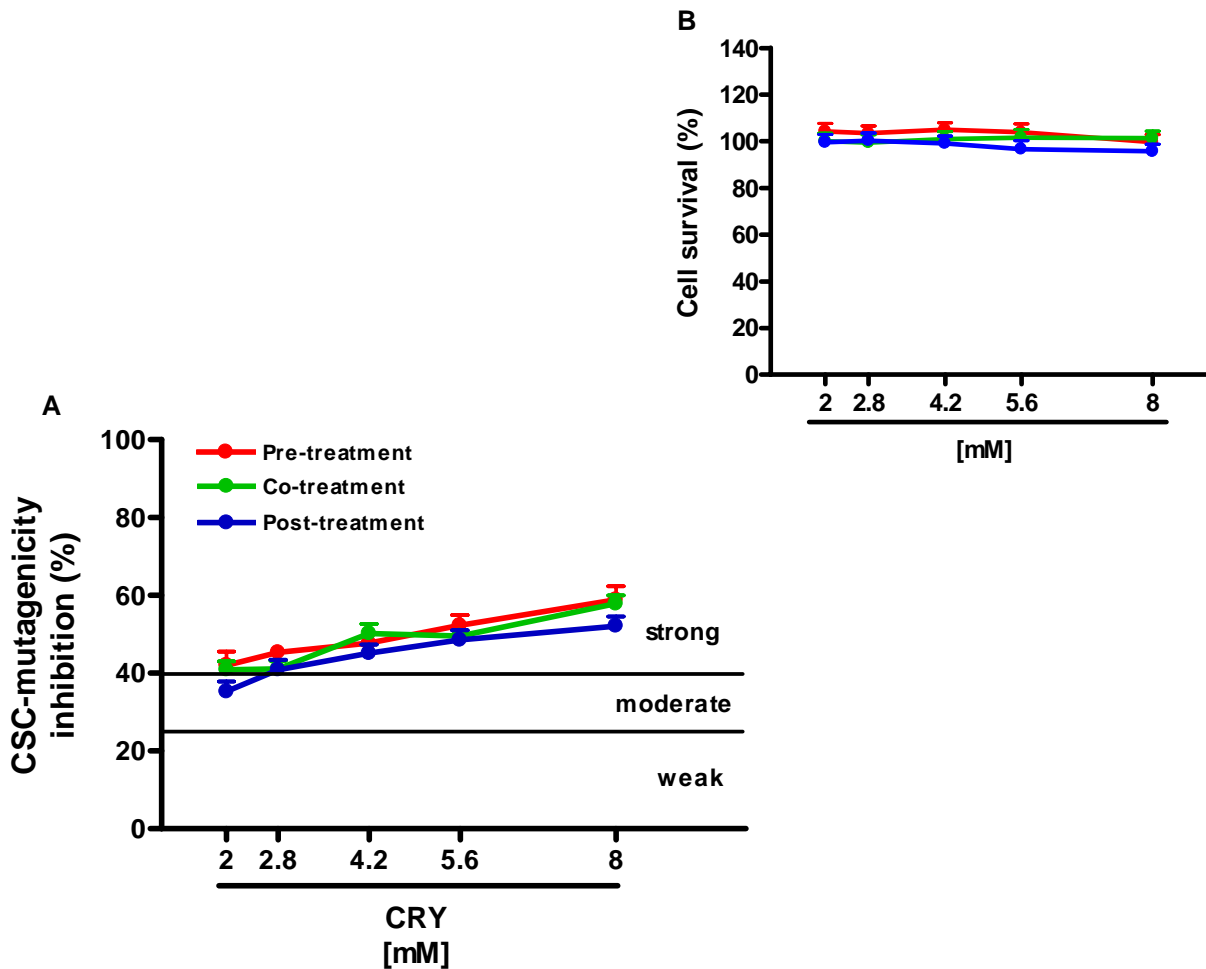 B
140
120
100
80
60
40
20
0
Cell survival (%)
2 2.8 4.2 5.6 8
[mM]
A
100
80
60
40
20
0
CSC-mutagenicity
inhibition (%)
Pre-treatment
Co-treatment
Post-treatment
strong
moderate
weak
2 2.8 4.2 5.6 8
CRY
[mM]